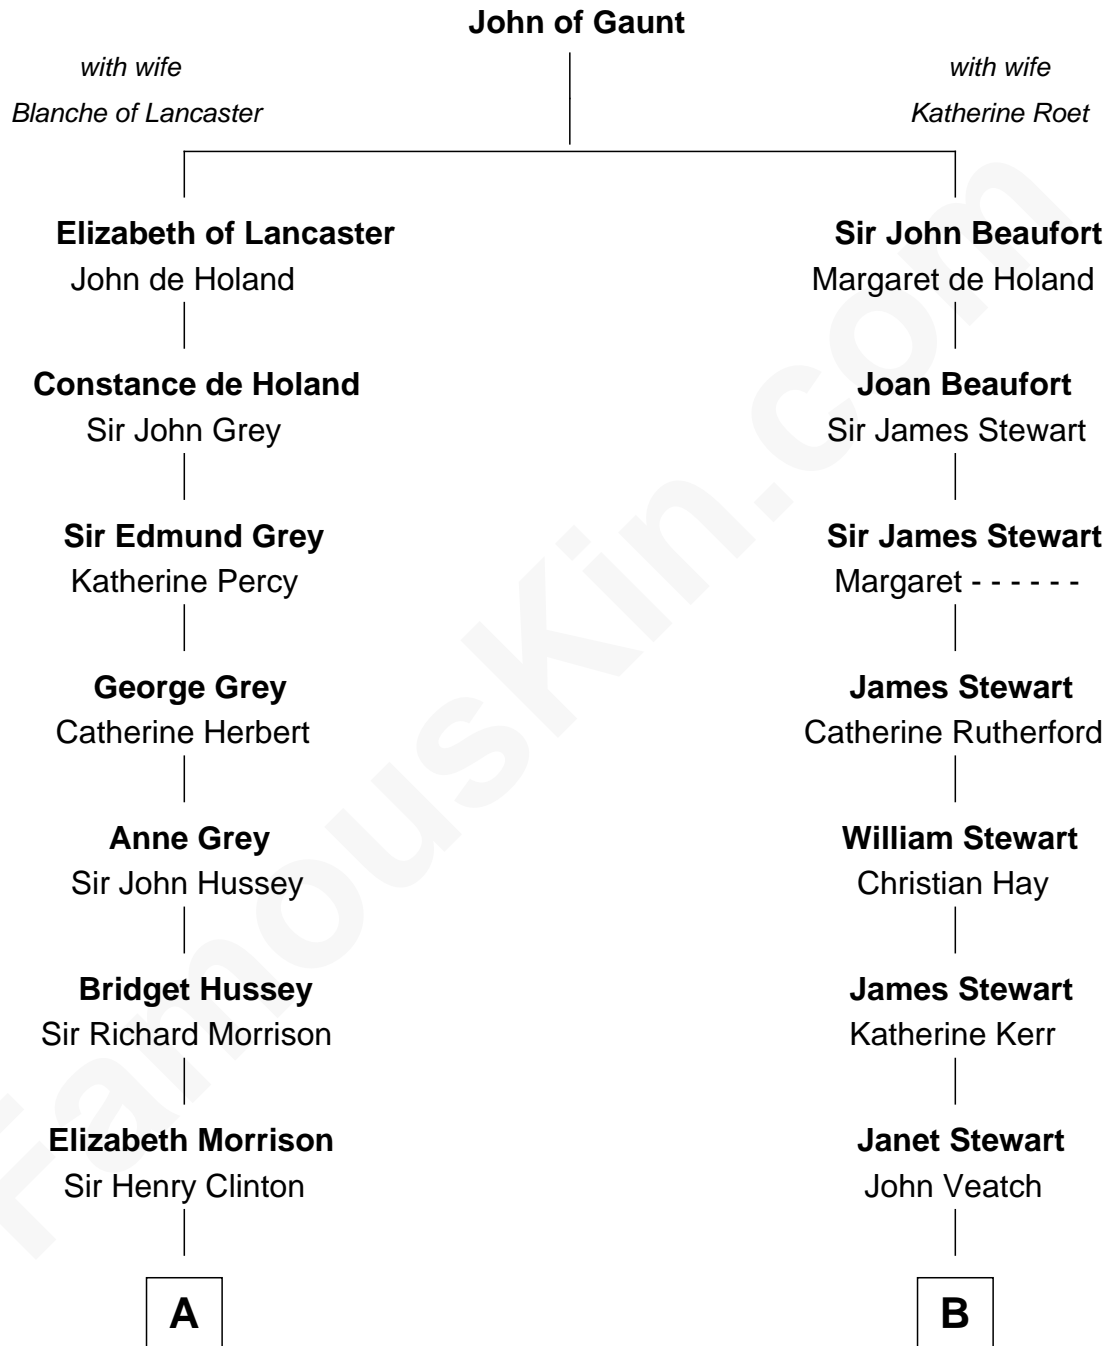 John of Gaunt
with wife
Blanche of Lancaster
with wife
Katherine Roet
Elizabeth of Lancaster
John de Holand
Sir John Beaufort
Margaret de Holand
Constance de Holand
Sir John Grey
Joan Beaufort
Sir James Stewart
Sir Edmund Grey
Katherine Percy
Sir James Stewart
Margaret - - - - - -
George Grey
Catherine Herbert
James Stewart
Catherine Rutherford
Anne Grey
Sir John Hussey
William Stewart
Christian Hay
Bridget Hussey
Sir Richard Morrison
James Stewart
Katherine Kerr
Elizabeth Morrison
Sir Henry Clinton
Janet Stewart
John Veatch
A
B
FamousKin.com